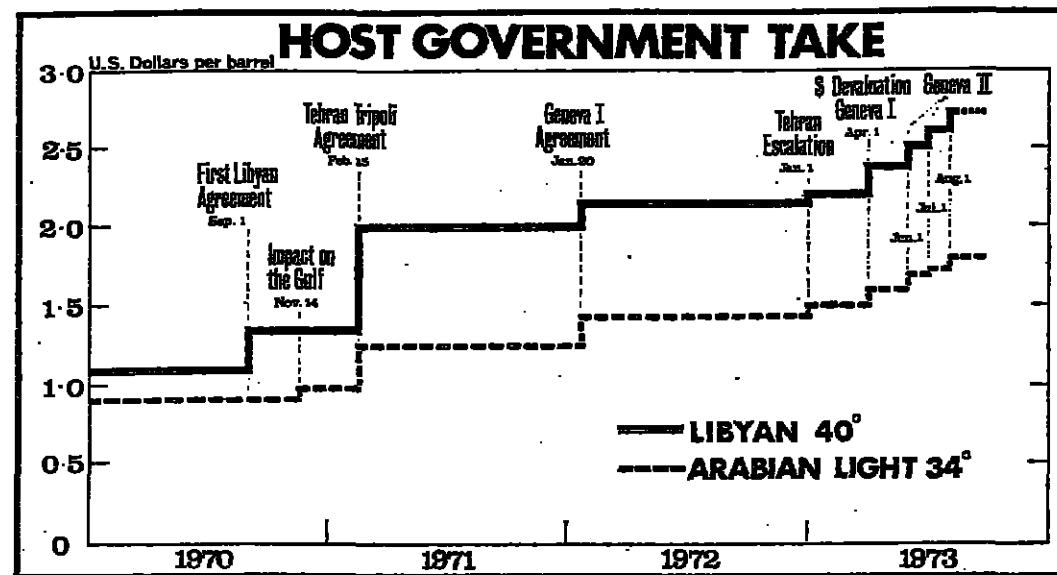 HOST GOVERNMENT TAKE
U.S. Dollars per barrel
3·0
2·5
2·0
1·5
1·0
0·5
0
First Libyan
Agreement
Sep. 1
Impact on
the Gulf
Nov. 14
Tehran Tripoli
Agreement
Feb. 15
Geneva I
Agreement
Jan. 20
Tehran
Escalation
Jan. 1
$ Devaluation
Geneva I
Apr. 1
Geneva II
Jun. 1
Jul. 1
Aug. 1
LIBYAN 40°
ARABIAN LIGHT 34°
1970
1971
1972
1973